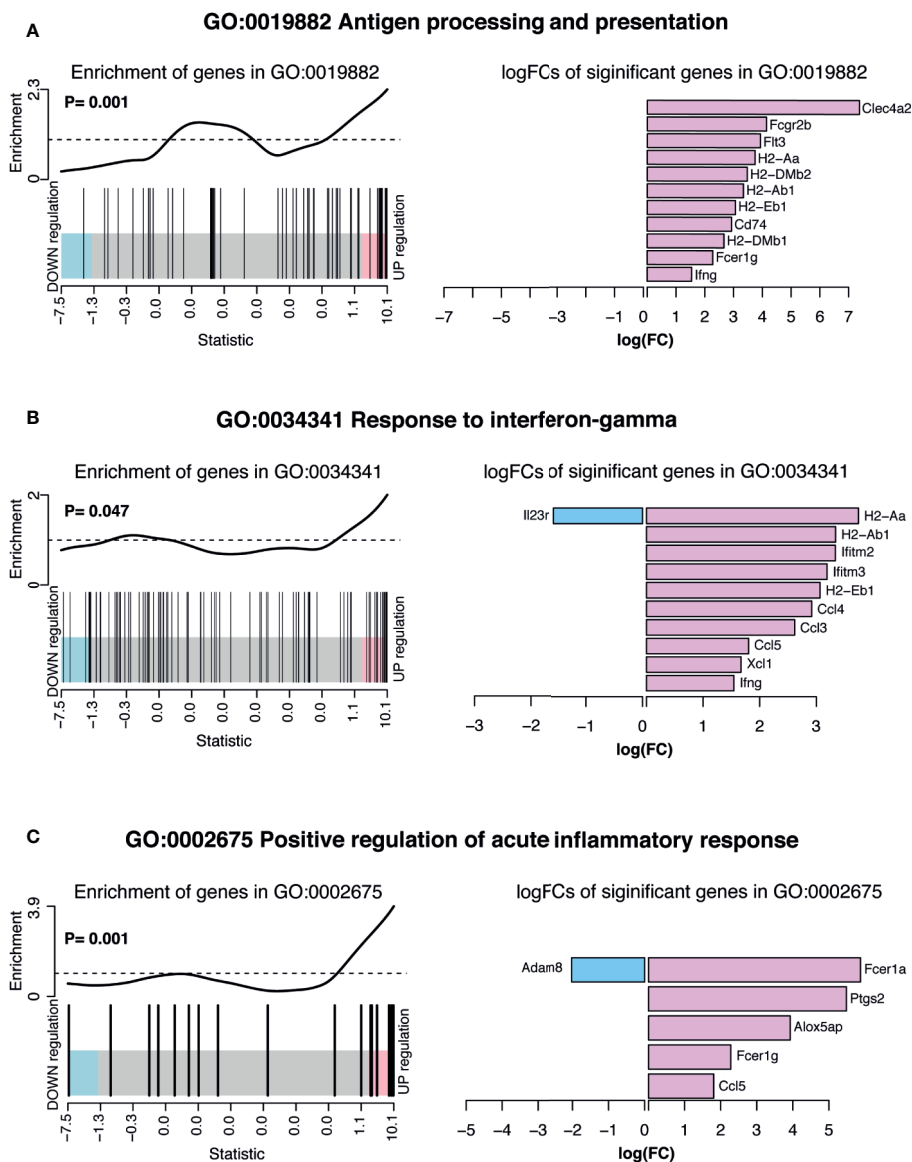 A
GO:0019882 Antigen processing and presentation
Enrichment of genes in GO:0019882
2.3
P= 0.001
Enrichment
0
DOWN regulation
UP regulation
−7.5 −1.3 −0.3 0.0 0.0 0.0 0.0 0.0 0.0 1.1 10.1
Statistic
logFCs of siginificant genes in GO:0019882
Clec4a2
Fcgr2b
Flt3
H2−Aa
H2−DMb2
H2−Ab1
H2−Eb1
Cd74
H2−DMb1
Fcer1g
Ifng
−7 −5 −3 −1 0 1 2 3 4 5 6 7
log(FC)
B
GO:0034341 Response to interferon-gamma
Enrichment of genes in GO:0034341
2
P= 0.047
Enrichment
0
DOWN regulation
UP regulation
−7.5 −1.3 −0.3 0.0 0.0 0.0 0.0 0.0 0.0 1.1 10.1
Statistic
logFCs of siginificant genes in GO:0034341
Il23r
H2−Aa
H2−Ab1
Ifitm2
Ifitm3
H2−Eb1
Ccl4
Ccl3
Ccl5
Xcl1
Ifng
−3 −2 −1 0 1 2 3
log(FC)
C
GO:0002675 Positive regulation of acute inflammatory response
Enrichment of genes in GO:0002675
3.9
P= 0.001
Enrichment
0
DOWN regulation
UP regulation
−7.5 −1.3 −0.3 0.0 0.0 0.0 0.0 0.0 0.0 1.1 10.1
Statistic
logFCs of siginificant genes in GO:0002675
Adam8
Fcer1a
Ptgs2
Alox5ap
Fcer1g
Ccl5
−5 −4 −3 −2 −1 0 1 2 3 4 5
log(FC)